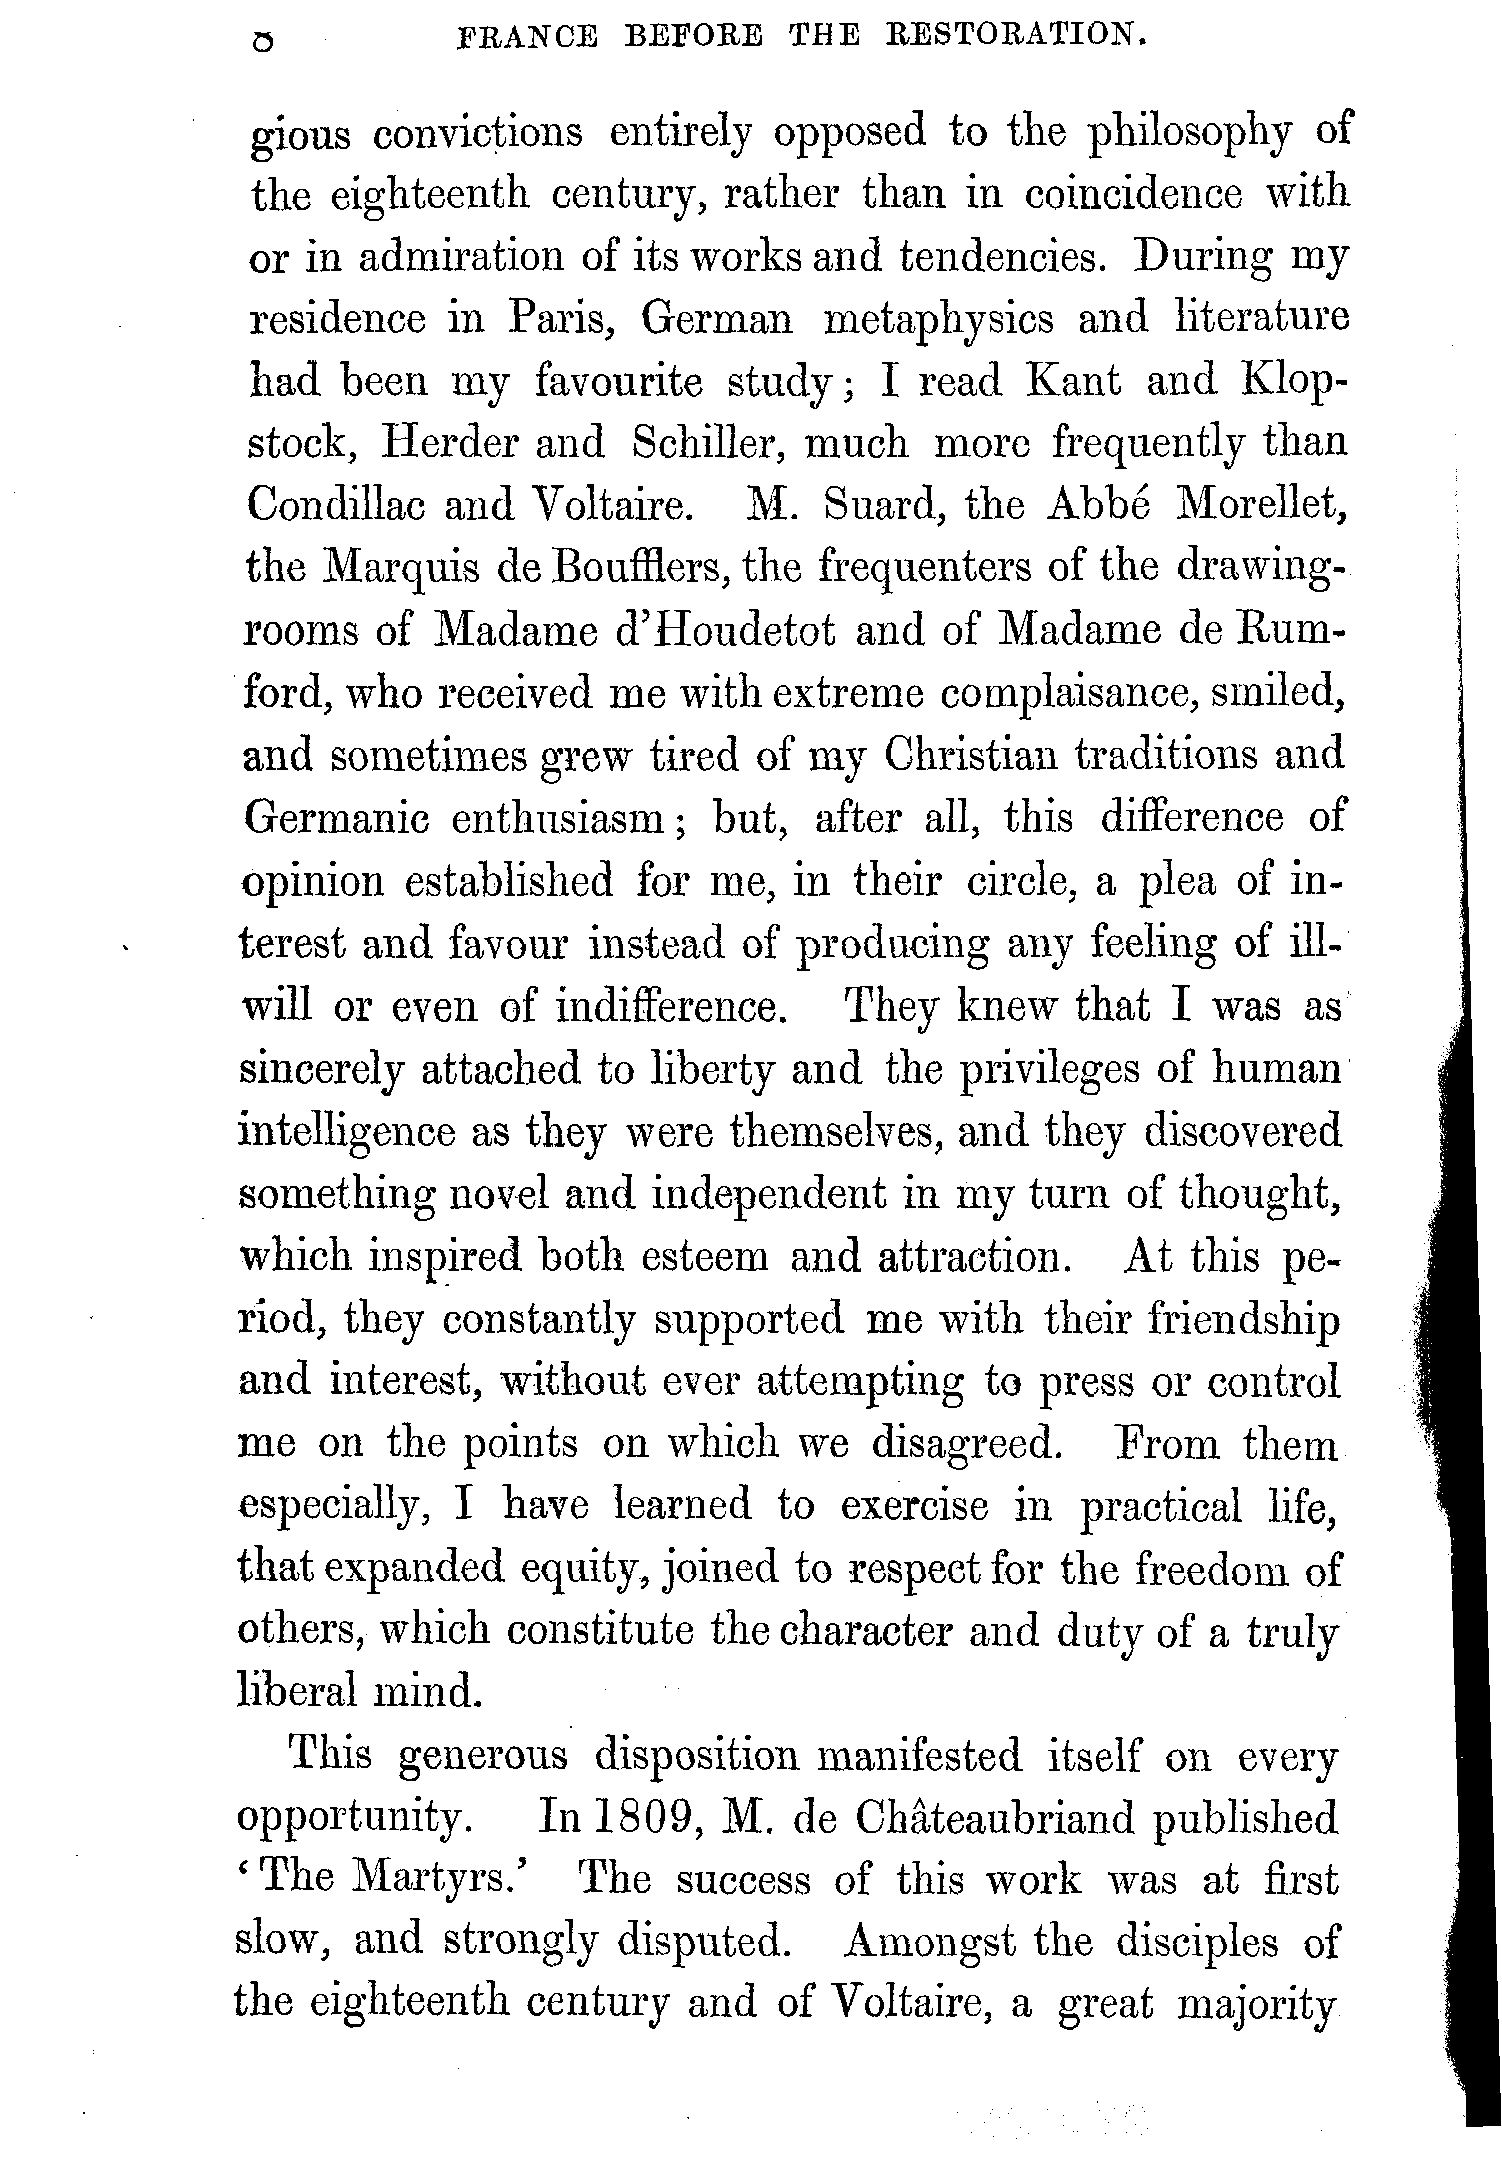 FRANCE BEFORE THE RESTORATION.
gious convictions entirely opposed to the philosophy of
the eighteenth century, rather than in coincidence with
or in admiration of its works and tendencies. During my
residence in Paris, German metaphysics and literature
had been my favourite study; I read Kant and Klop-
stock, Herder and Schiller, much more frequently than
Condillac and Voltaire. M. Suard, the Abbé Morellet,
the Marquis de Boufflers, the frequenters of the drawing-
rooms of Madame d'Houdetot and of Madame de Rum-
ford, who received me with extreme complaisance, smiled,
and sometimes grew tired of my Christian traditions and
Germanic enthusiasm; but, after all, this difference of
opinion established for me, in their circle, a plea of in-
terest and favour instead of producing any feeling of ill-
will or even of indifference. They knew that I was as
sincerely attached to liberty and the privileges of human
intelligence as they were themselves, and they discovered
something novel and independent in my turn of thought,
which inspired both esteem and attraction. At this pe-
riod, they constantly supported me with their friendship
and interest, without ever attempting to press or control
me on the points on which we disagreed. From them
especially, I have learned to exercise in practical life,
that expanded equity, joined to respect for the freedom of
others, which constitute the character and duty of a truly
liberal mind.
This generous disposition manifested itself on every
opportunity. In 1809, M. de Châteaubriand published
‘The Martyrs.’ The success of this work was at first
slow, and strongly disputed. Amongst the disciples of
the eighteenth century and of Voltaire, a great majority